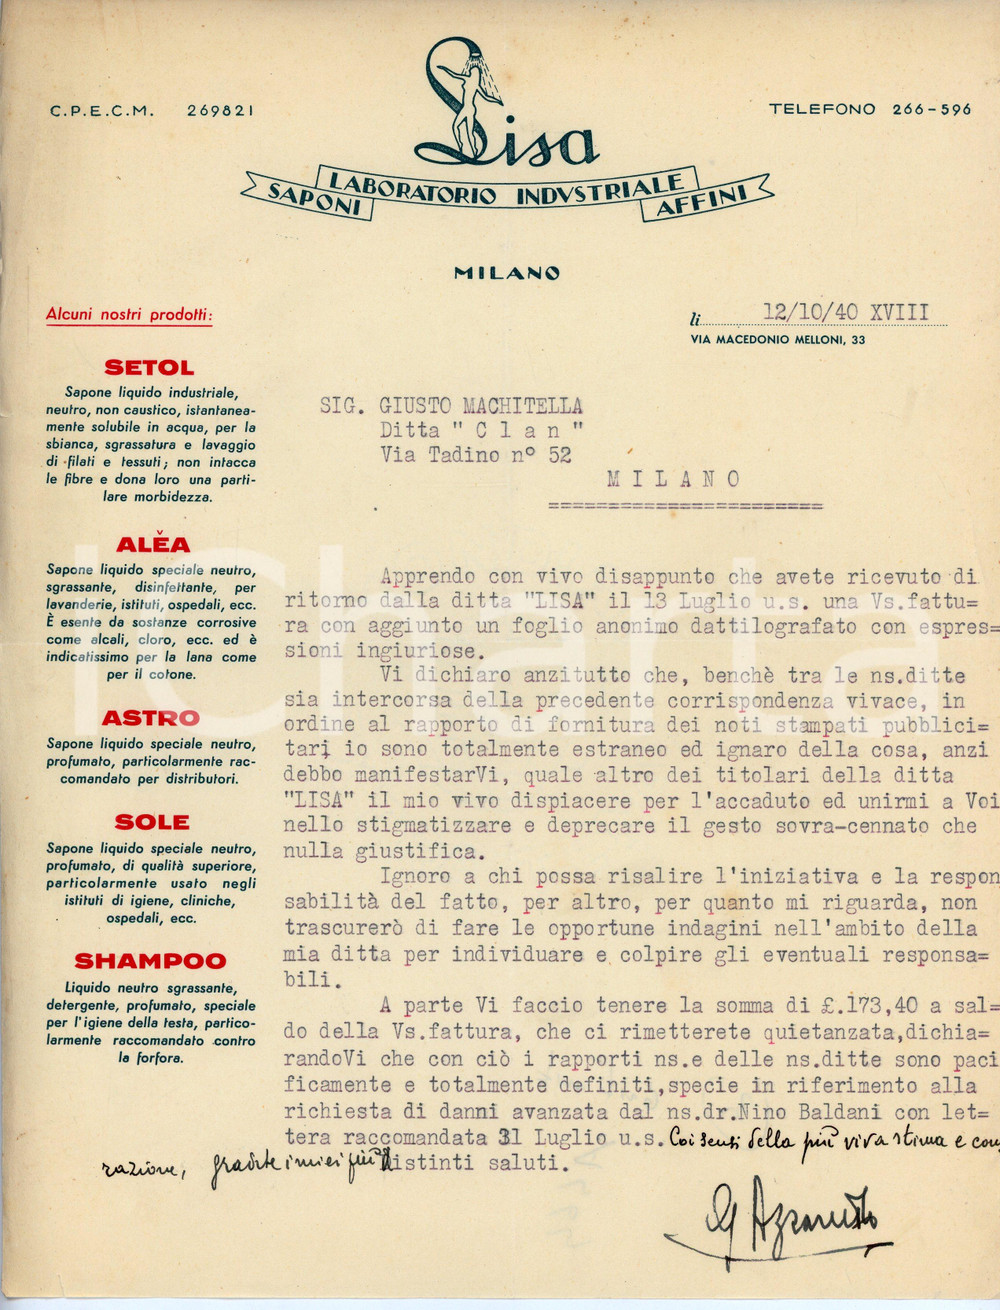 C.P.E.C.M. 269821
Lisa
TELEFONO 266-596
LABORATORIO INDVSTRIALE
SAPONI AFFINI
MILANO
Alcuni nostri prodotti:
li 12/10/40 XVIII
VIA MACEDONIO MELLONI, 33
SETOL
Sapone liquido industriale,
neutro, non caustico, istantanea-
mente solubile in acqua, per la
sbianca, sgrassatura e lavaggio
di filati e tessuti; non intacca
le fibre e dona loro una parti-
lare morbidezza.
ALĚA
Sapone liquido speciale neutro,
sgrassante, disinfettante, per
lavanderie, istituti, ospedali, ecc.
È esente da sostanze corrosive
come alcali, cloro, ecc. ed è
indicatissimo per la lana come
per il cotone.
ASTRO
Sapone liquido speciale neutro,
profumato, particolarmente rac-
comandato per distributori.
SOLE
Sapone liquido speciale neutro,
profumato, di qualità superiore,
particolarmente usato negli
istituti di igiene, cliniche,
ospedali, ecc.
SHAMPOO
Liquido neutro sgrassante,
detergente, profumato, speciale
per l'igiene della testa, partico-
larmente raccomandato contro
la forfora.
SIG. GIUSTO MACHITELLA
Ditta " C l a n "
Via Tadino n° 52
M I L A N O
======================
Apprendo con vivo disappunto che avete ricevuto di
ritorno dalla ditta "LISA" il 13 Luglio u.s. una Vs.fattu=
ra con aggiunto un foglio anonimo dattilografato con espres=
sioni ingiuriose.
Vi dichiaro anzitutto che, benchè tra le ns.ditte
sia intercorsa della precedente corrispondenza vivace, in
ordine al rapporto di fornitura dei noti stampati pubblici=
tari io sono totalmente estraneo ed ignaro della cosa, anzi
debbo manifestarVi, quale altro dei titolari della ditta
"LISA" il mio vivo dispiacere per l'accaduto ed unirmi a Voi
nello stigmatizzare e deprecare il gesto sovra-cennato che
nulla giustifica.
Ignoro a chi possa risalire l'iniziativa e la respon
sabilità del fatto, per altro, per quanto mi riguarda, non
trascurerò di fare le opportune indagini nell'ambito della
mia ditta per individuare e colpire gli eventuali responsa=
bili.
A parte Vi faccio tenere la somma di £.173,40 a sal=
do della Vs.fattura, che ci rimetterete quietanzata,dichia=
randoVi che con ciò i rapporti ns.e delle ns.ditte sono paci
ficamente e totalmente definiti,specie in riferimento alla
richiesta di danni avanzata dal ns.dr.Nino Baldani con let=
tera raccomandata 31 Luglio u.s. Coi sensi della più viva stima e con
razione, gradite i miei più distinti saluti.
iCharta